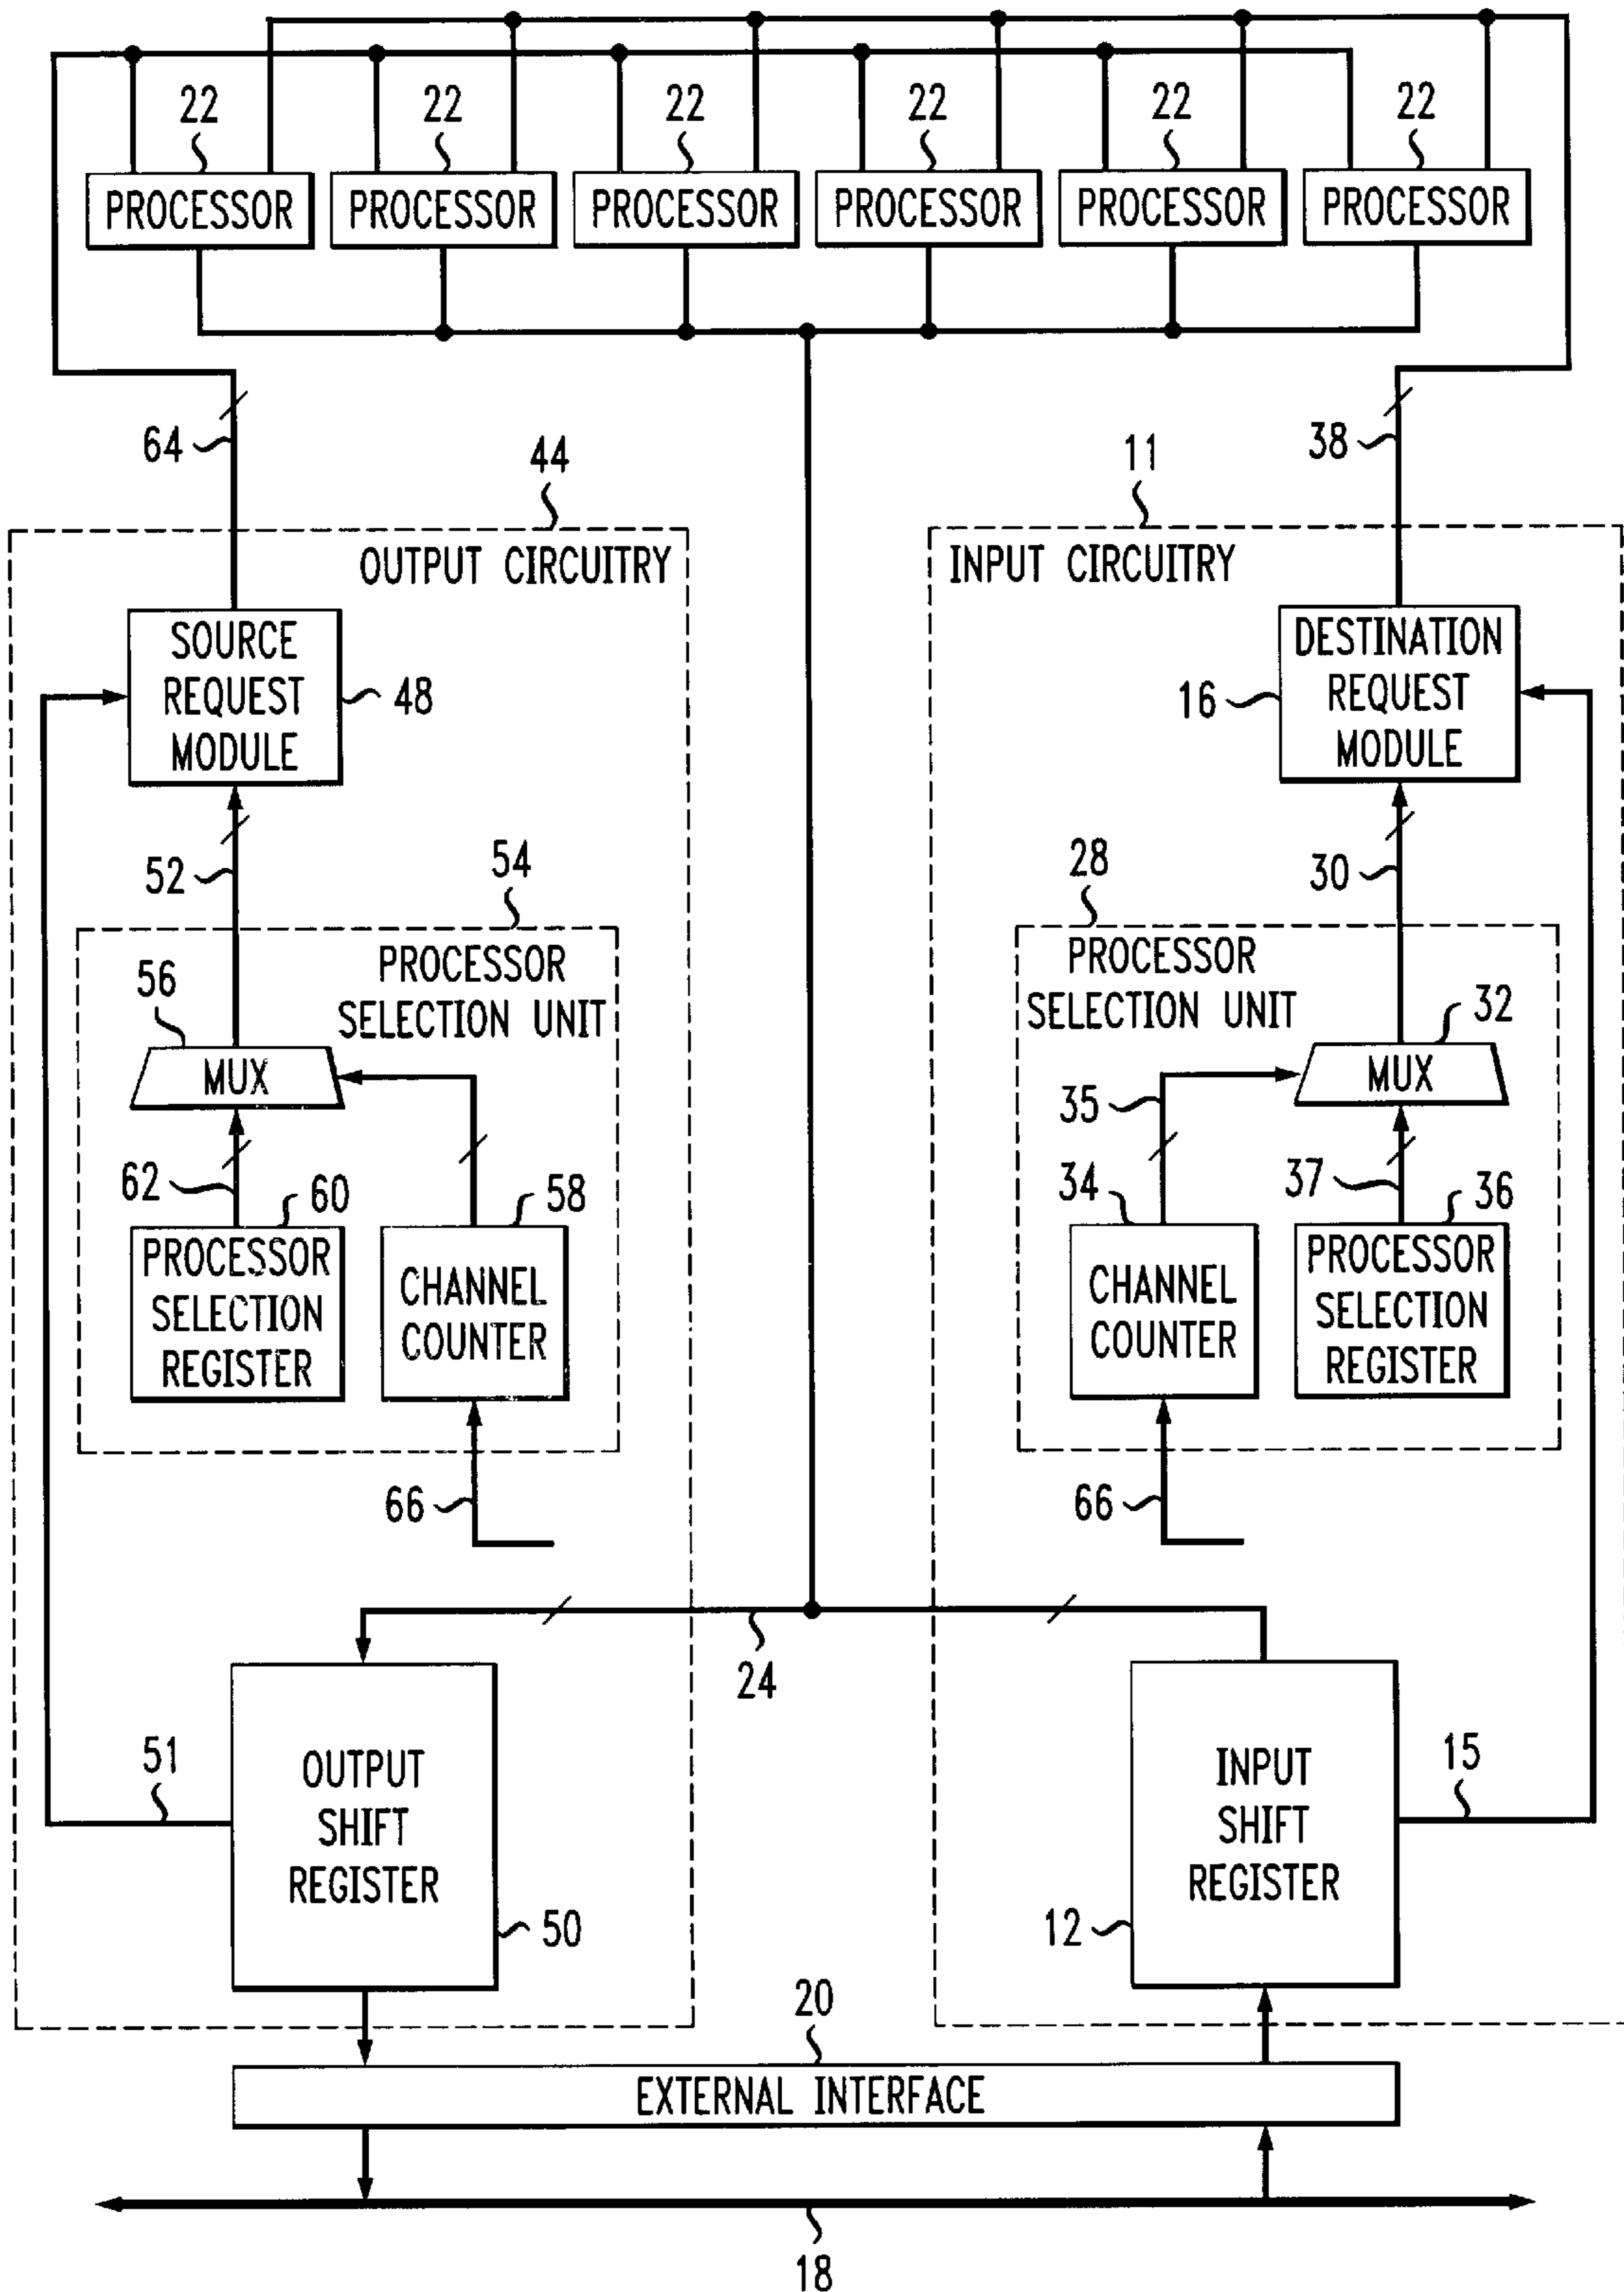 22 22 22 22 22 22
PROCESSOR PROCESSOR PROCESSOR PROCESSOR PROCESSOR PROCESSOR
64
38
44
11
OUTPUT CIRCUITRY
INPUT CIRCUITRY
SOURCE
REQUEST
MODULE
48
16
DESTINATION
REQUEST
MODULE
52
54
28
30
PROCESSOR
SELECTION UNIT
56
MUX
PROCESSOR
SELECTION UNIT
32
MUX
35
62
60
58
34
37
36
PROCESSOR
SELECTION
REGISTER
CHANNEL
COUNTER
CHANNEL
COUNTER
PROCESSOR
SELECTION
REGISTER
66
66
24
51
OUTPUT
SHIFT
REGISTER
50
INPUT
SHIFT
REGISTER
15
12
20
EXTERNAL INTERFACE
18